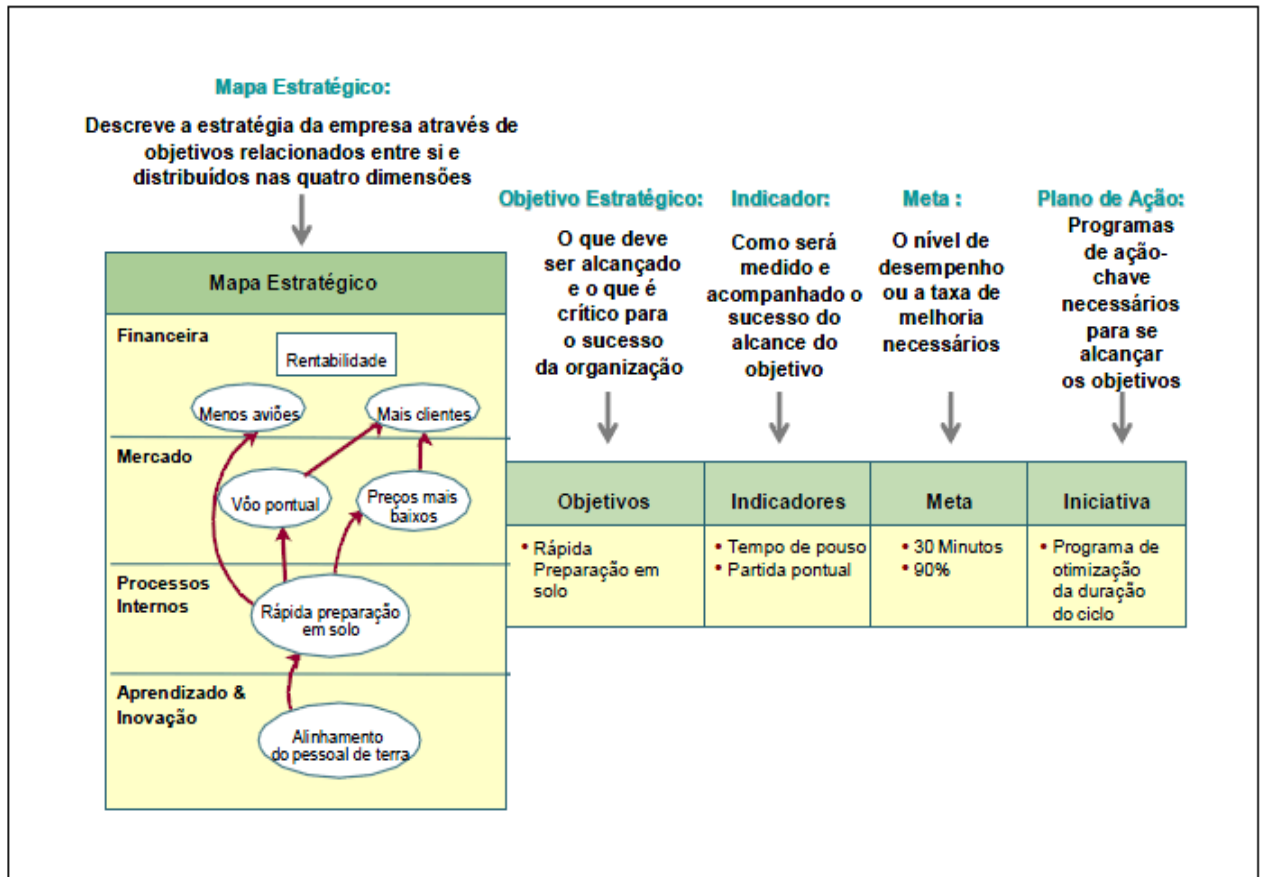 Mapa Estratégico:
Descreve a estratégia da empresa através de
objetivos relacionados entre si e
distribuídos nas quatro dimensões
Objetivo Estratégico:
O que deve
ser alcançado
e o que é
crítico para
o sucesso
da organização
Indicador:
Como será
medido e
acompanhado o
sucesso do
alcance do
objetivo
Meta :
O nível de
desempenho
ou a taxa de
melhoria
necessários
Plano de Ação:
Programas
de ação-
chave
necessários
para se
alcançar
os objetivos
Mapa Estratégico
Financeira
Rentabilidade
Menos aviões
Mais clientes
Mercado
Vôo pontual
Preços mais
baixos
Processos
Internos
Rápida preparação
em solo
Aprendizado &
Inovação
Alinhamento
do pessoal de terra
Objetivos
• Rápida
Preparação em
solo
Indicadores
• Tempo de pouso
• Partida pontual
Meta
• 30 Minutos
• 90%
Iniciativa
• Programa de
otimização
da duração
do ciclo